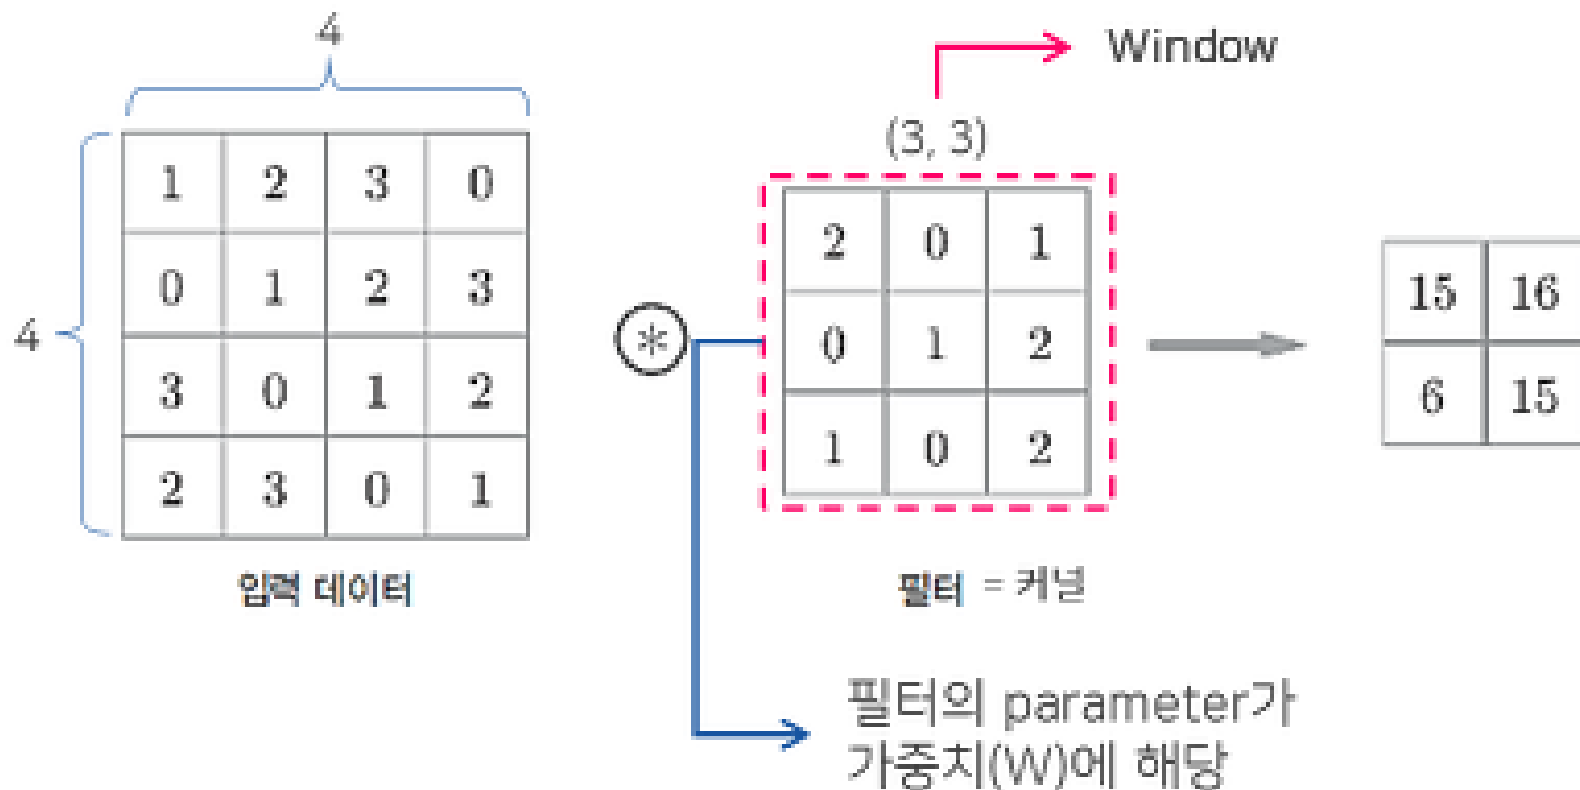 4
Window
(3, 3)
4
1 2 3 0
0 1 2 3
3 0 1 2
2 3 0 1
입력 데이터
*
2 0 1
0 1 2
1 0 2
필터 = 커널
15 16
6 15
필터의 parameter가
가중치(W)에 해당